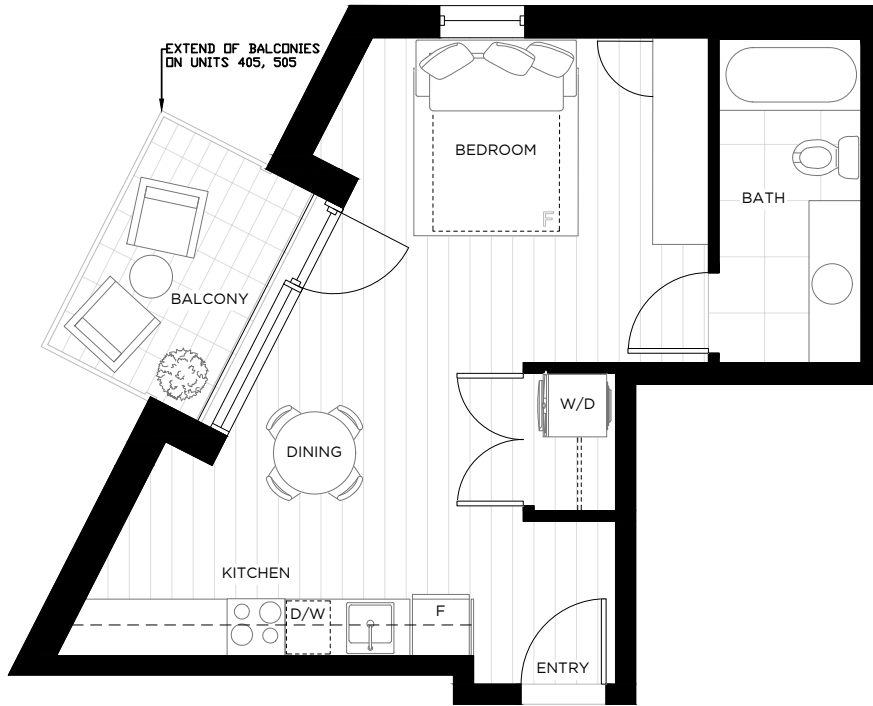 EXTEND OF BALCONIES
ON UNITS 405, 505
BEDROOM
F
BATH
BALCONY
W/D
DINING
KITCHEN
D/W
F
ENTRY